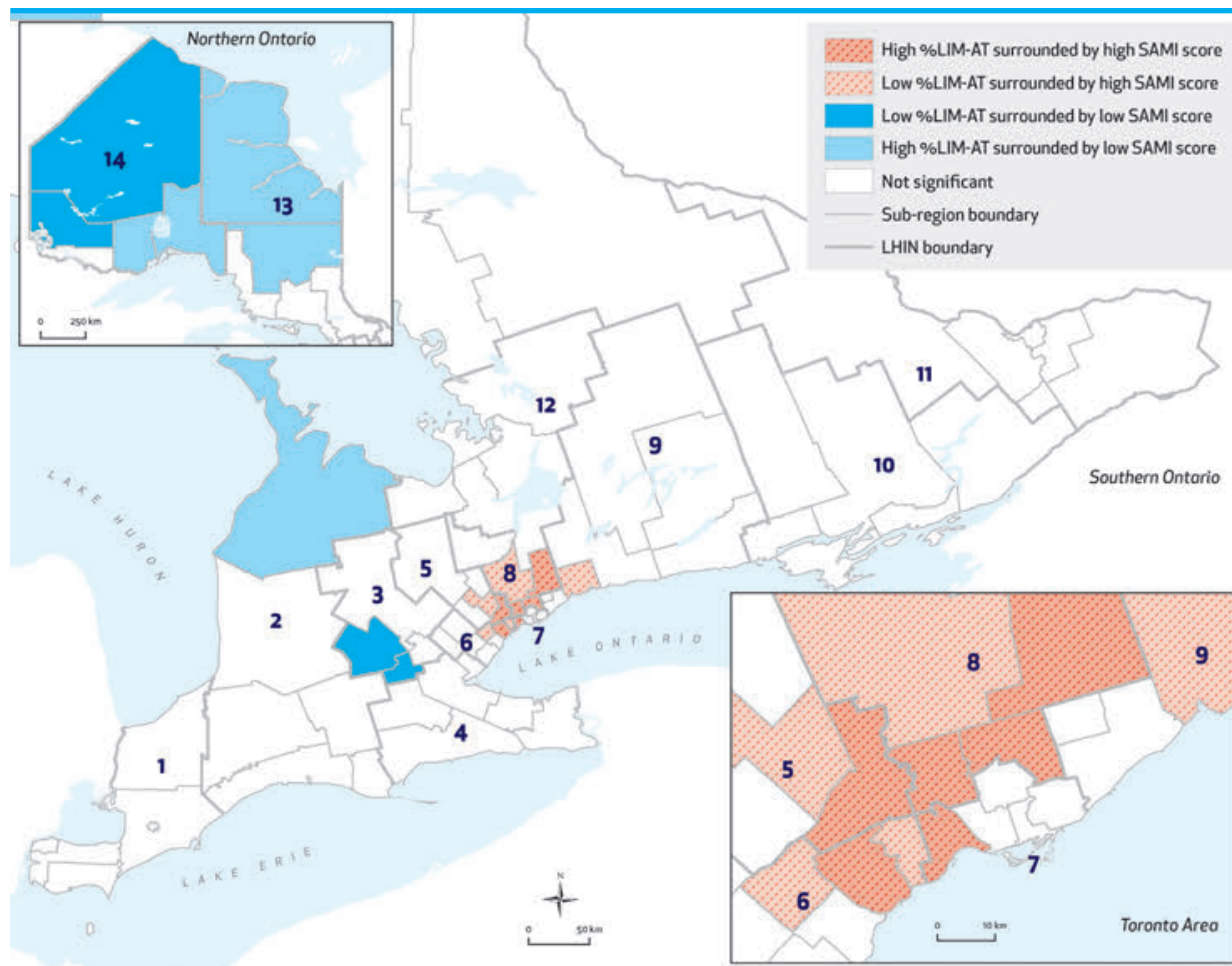 Northern Ontario
14
13
0 250 km
High %LIM-AT surrounded by high SAMI score
Low %LIM-AT surrounded by high SAMI score
Low %LIM-AT surrounded by low SAMI score
High %LIM-AT surrounded by low SAMI score
Not significant
Sub-region boundary
LHIN boundary
12
11
9
10
Southern Ontario
LAKE HURON
5
8
3
2
6
7
LAKE ONTARIO
4
1
LAKE ERIE
N
0 50 km
8
9
5
7
6
0 10 km
Toronto Area